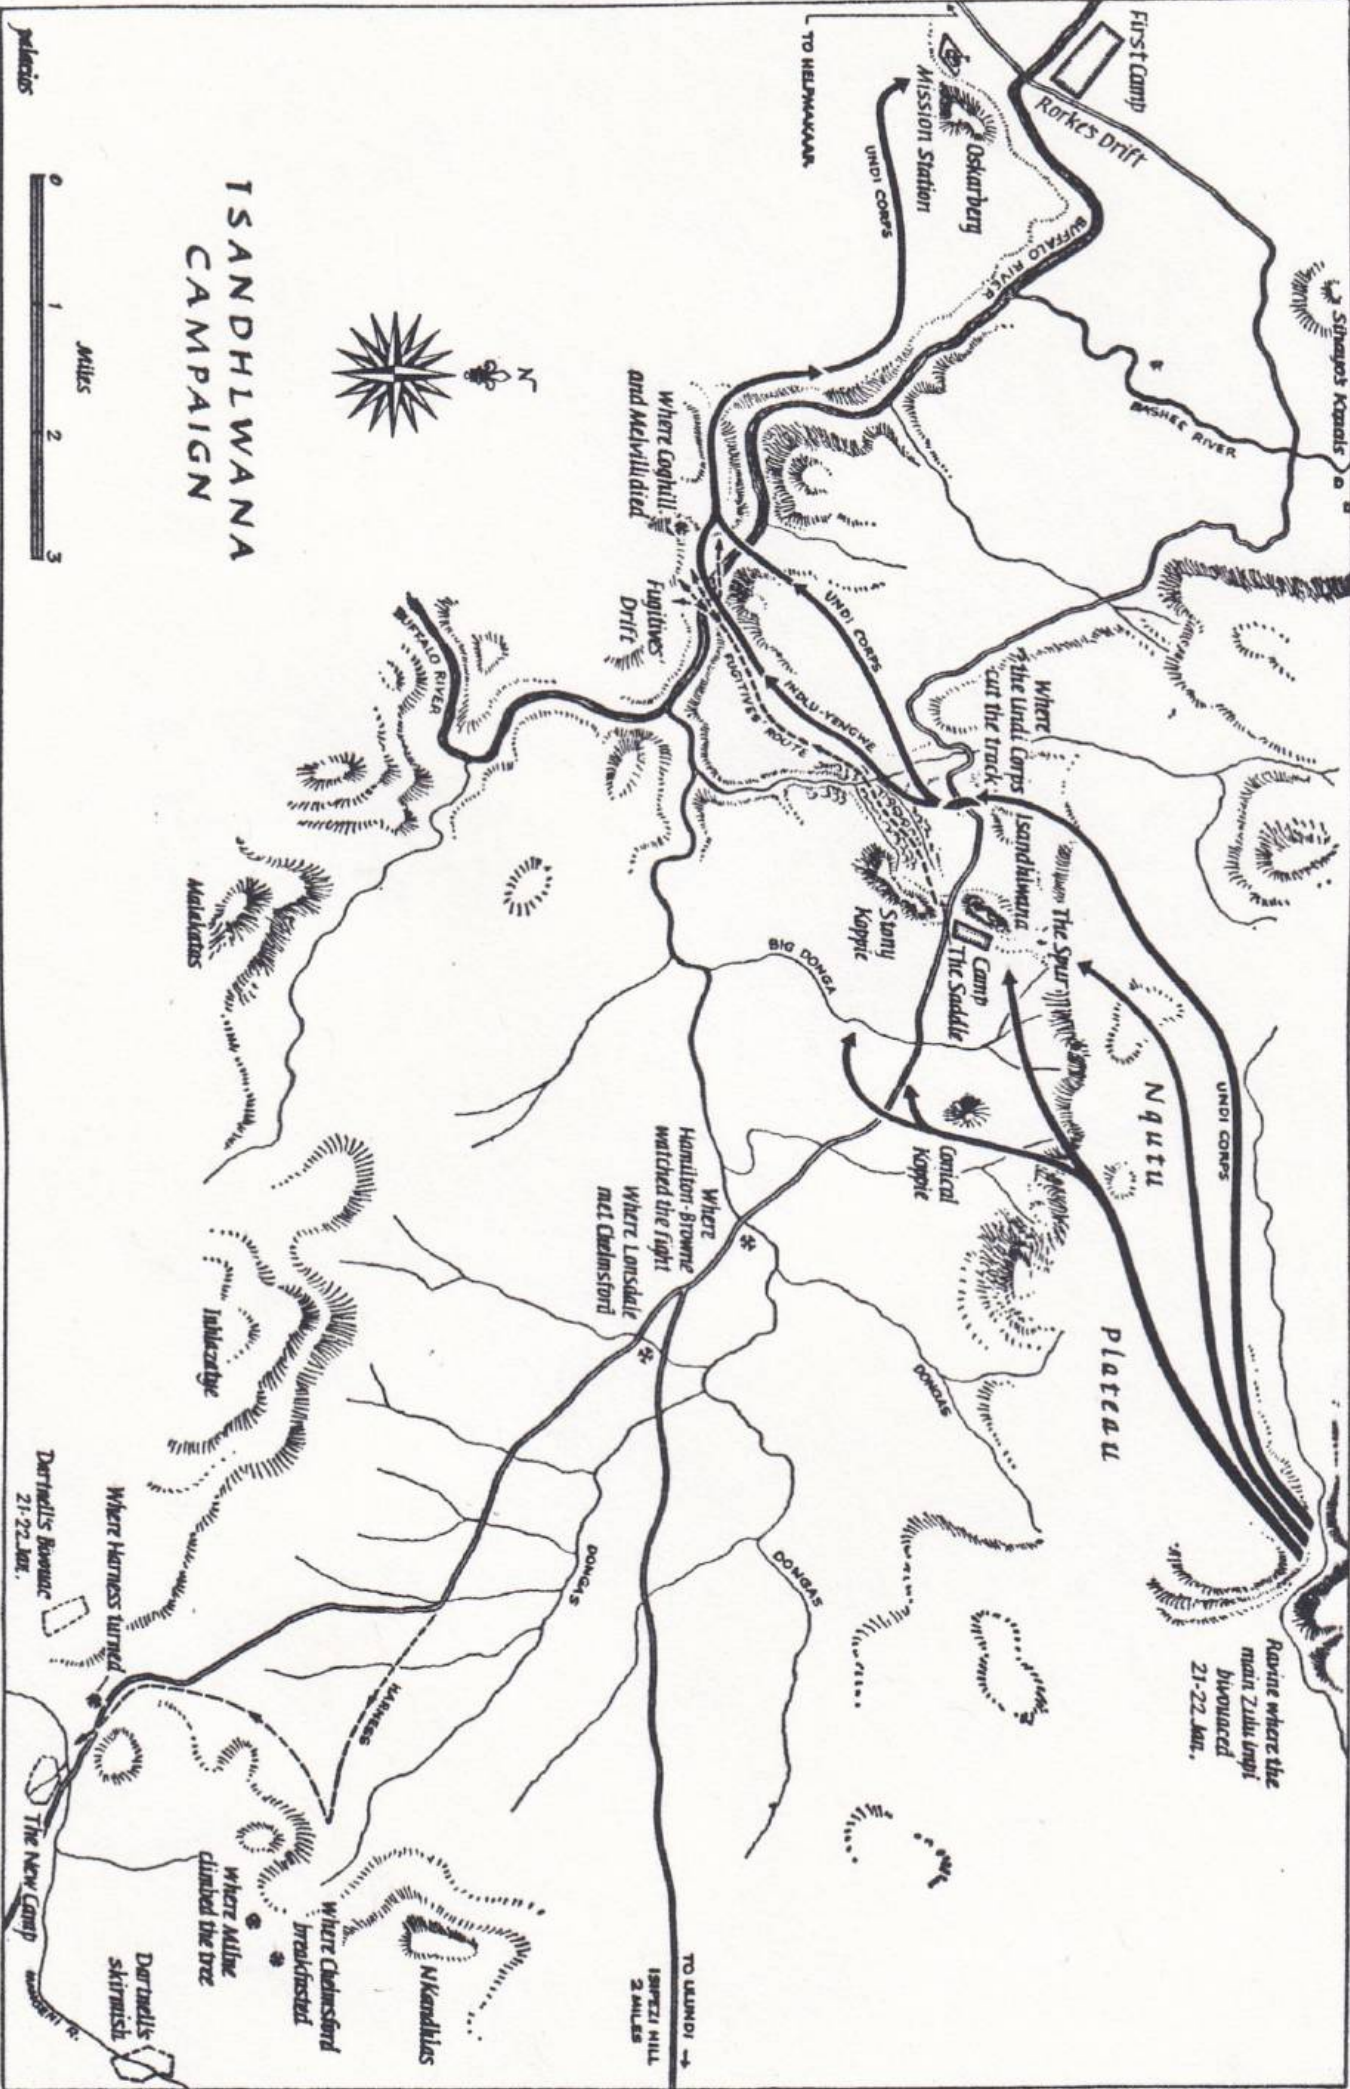 First Camp
Rorke's Drift
Sihayo's Kraals
Oskarberg
Mission Station
TO HELPMAKAAR
UNDI CORPS
BUFFALO RIVER
BASHEE RIVER
Where Coghill
and Melvill died
Fugitives'
Drift
UNDI CORPS
INDLU-YENGWE
FUGITIVES' ROUTE
Where
the Undi Corps
cut the track
Isandhlwana
The Spur
Camp
The Saddle
Stony
Koppie
BIG DONGA
Conical
Koppie
Nqutu
Plateau
UNDI CORPS
Ravine where the
main Zulu impi
bivouaced
21-22 Jan.
Where
Hamilton-Browne
watched the fight
Where Lonsdale
met Chelmsford
DONGAS
DONGAS
DONGAS
TO ULUNDI →
ISIPEZI HILL
2 MILES
BUFFALO RIVER
Malakatas
Inhlazatye
HARNESS
Nkandhlas
Where Chelmsford
breakfasted
Where Milne
climbed the tree
Where Harness turned
Dartnell's Bivouac
21-22 Jan.
The New Camp
Dartnell's
skirmish
N
ISANDHLWANA
CAMPAIGN
0 1 2 3
Miles
palacios